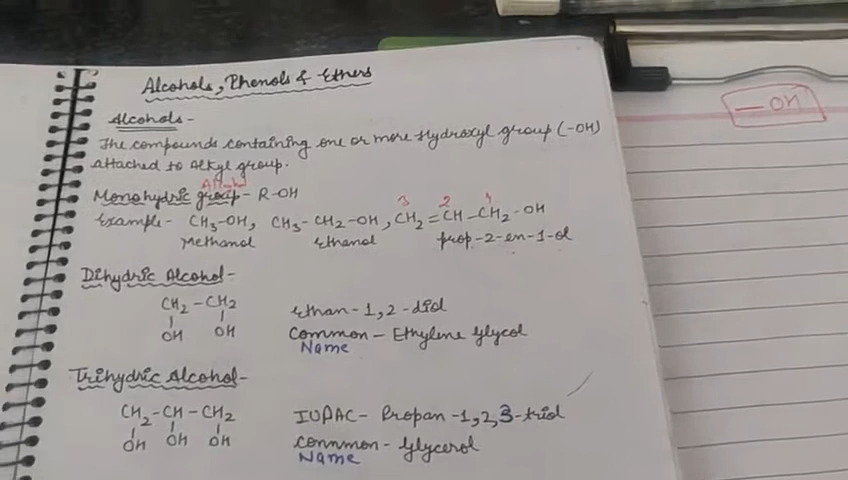 Alcohols, Phenols & Ethers
— OH
Alcohols -
The compounds containing one or more Hydroxyl group (-OH)
attached to Alkyl group.
Alcohol
Monohydric group - R-OH
3 2 1
Example - CH₃-OH, CH₃-CH₂-OH, CH₂=CH-CH₂-OH
Methanol Ethanol prop-2-en-1-ol
Dihydric Alcohol -
CH₂-CH₂ Ethan-1,2-diol
OH OH Common - Ethylene Glycol
Name
Trihydric Alcohol -
CH₂-CH-CH₂ IUPAC - Propan-1,2,3-triol
OH OH OH Common - Glycerol
Name